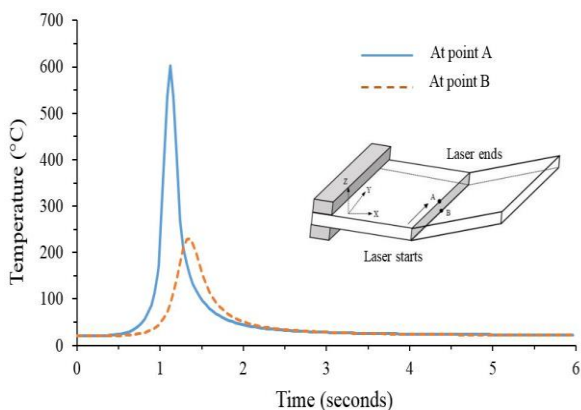 700
600
500
400
300
200
100
0
Temperature (°C)
0 1 2 3 4 5 6
Time (seconds)
At point A
At point B
Laser ends
Z
Y
X
A
B
Laser starts